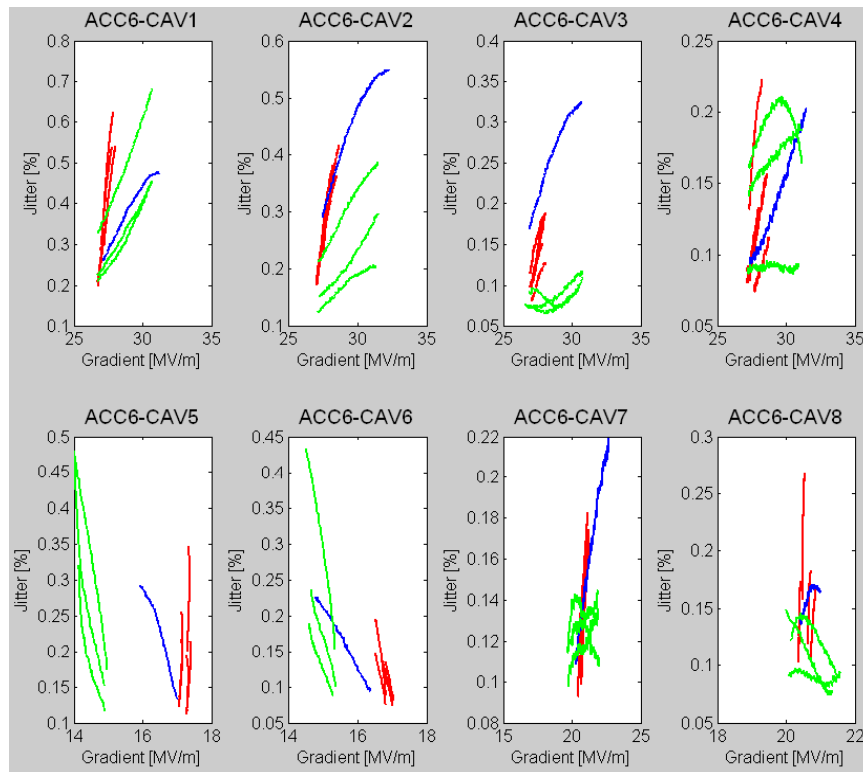 ACC6-CAV1
Jitter [%]
0.8
0.7
0.6
0.5
0.4
0.3
0.2
0.1
25 30 35
Gradient [MV/m]
ACC6-CAV2
Jitter [%]
0.6
0.5
0.4
0.3
0.2
0.1
25 30 35
Gradient [MV/m]
ACC6-CAV3
Jitter [%]
0.4
0.35
0.3
0.25
0.2
0.15
0.1
0.05
25 30 35
Gradient [MV/m]
ACC6-CAV4
Jitter [%]
0.25
0.2
0.15
0.1
0.05
25 30 35
Gradient [MV/m]
ACC6-CAV5
Jitter [%]
0.5
0.45
0.4
0.35
0.3
0.25
0.2
0.15
0.1
14 16 18
Gradient [MV/m]
ACC6-CAV6
Jitter [%]
0.45
0.4
0.35
0.3
0.25
0.2
0.15
0.1
0.05
14 16 18
Gradient [MV/m]
ACC6-CAV7
Jitter [%]
0.22
0.2
0.18
0.16
0.14
0.12
0.1
0.08
15 20 25
Gradient [MV/m]
ACC6-CAV8
Jitter [%]
0.3
0.25
0.2
0.15
0.1
0.05
18 20 22
Gradient [MV/m]